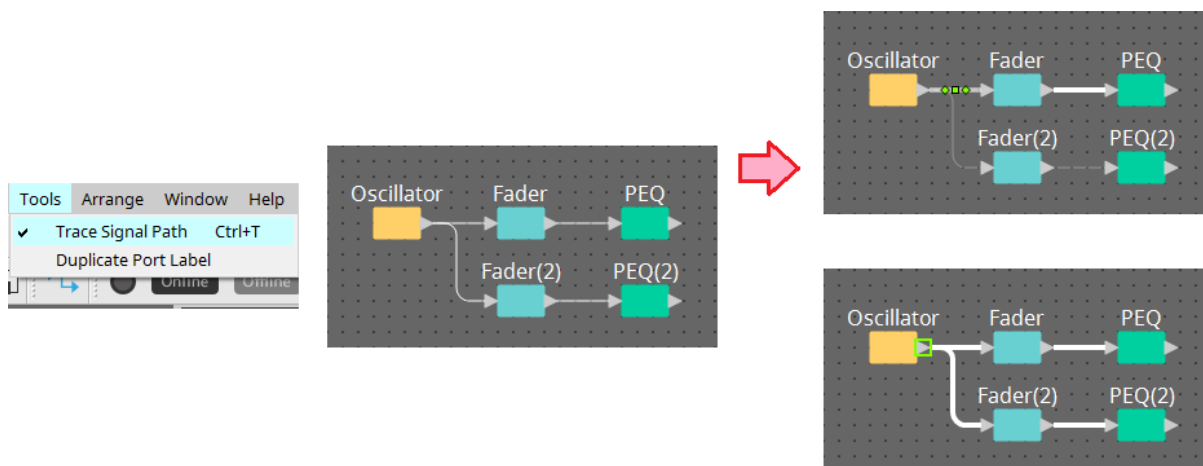 Tools Arrange Window Help
Trace Signal Path Ctrl+T
Duplicate Port Label
Online Offline
Oscillator Fader PEQ
Fader(2) PEQ(2)
Oscillator Fader PEQ
Fader(2) PEQ(2)
Oscillator Fader PEQ
Fader(2) PEQ(2)